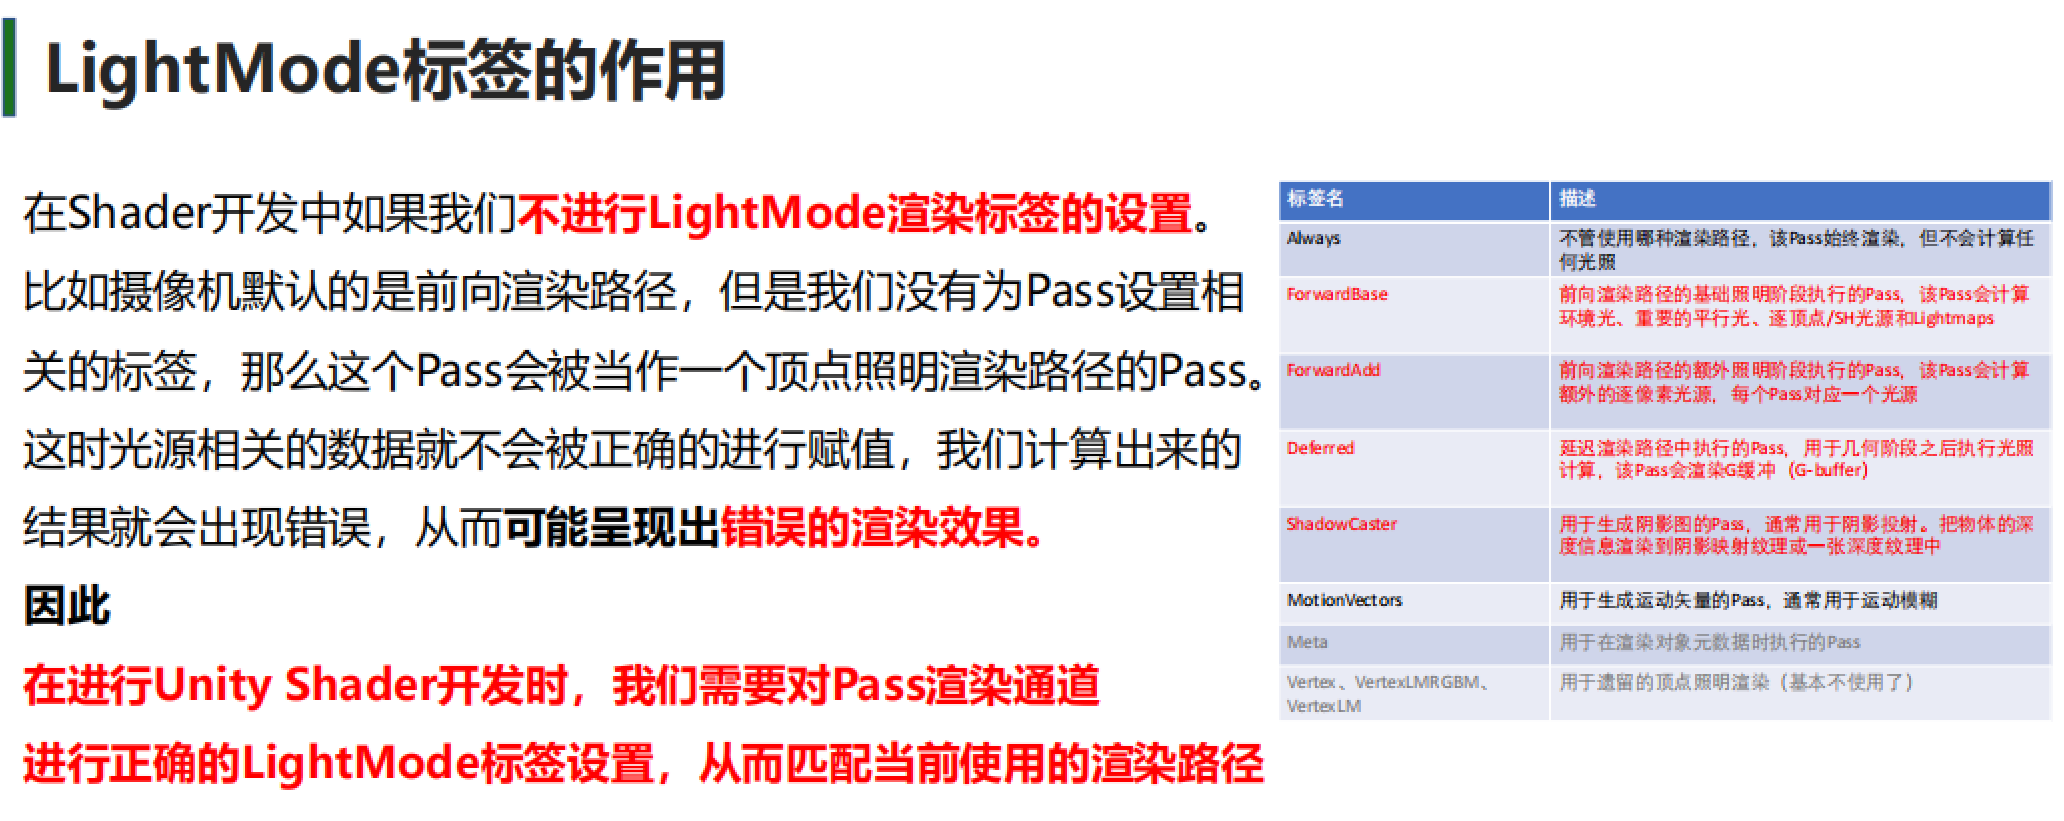 LightMode标签的作用
在Shader开发中如果我们不进行LightMode渲染标签的设置。
比如摄像机默认的是前向渲染路径，但是我们没有为Pass设置相
关的标签，那么这个Pass会被当作一个顶点照明渲染路径的Pass。
这时光源相关的数据就不会被正确的进行赋值，我们计算出来的
结果就会出现错误，从而可能呈现出错误的渲染效果。
因此
在进行Unity Shader开发时，我们需要对Pass渲染通道
进行正确的LightMode标签设置，从而匹配当前使用的渲染路径
标签名 描述
Always 不管使用哪种渲染路径，该Pass始终渲染，但不会计算任
何光照
ForwardBase 前向渲染路径的基础照明阶段执行的Pass，该Pass会计算
环境光、重要的平行光、逐顶点/SH光源和Lightmaps
ForwardAdd 前向渲染路径的额外照明阶段执行的Pass，该Pass会计算
额外的逐像素光源，每个Pass对应一个光源
Deferred 延迟渲染路径中执行的Pass，用于几何阶段之后执行光照
计算，该Pass会渲染G缓冲（G-buffer）
ShadowCaster 用于生成阴影图的Pass，通常用于阴影投射。把物体的深
度信息渲染到阴影映射纹理或一张深度纹理中
MotionVectors 用于生成运动矢量的Pass，通常用于运动模糊
Meta 用于在渲染对象元数据时执行的Pass
Vertex、VertexLMRGBM、 用于遗留的顶点照明渲染（基本不使用了）
VertexLM